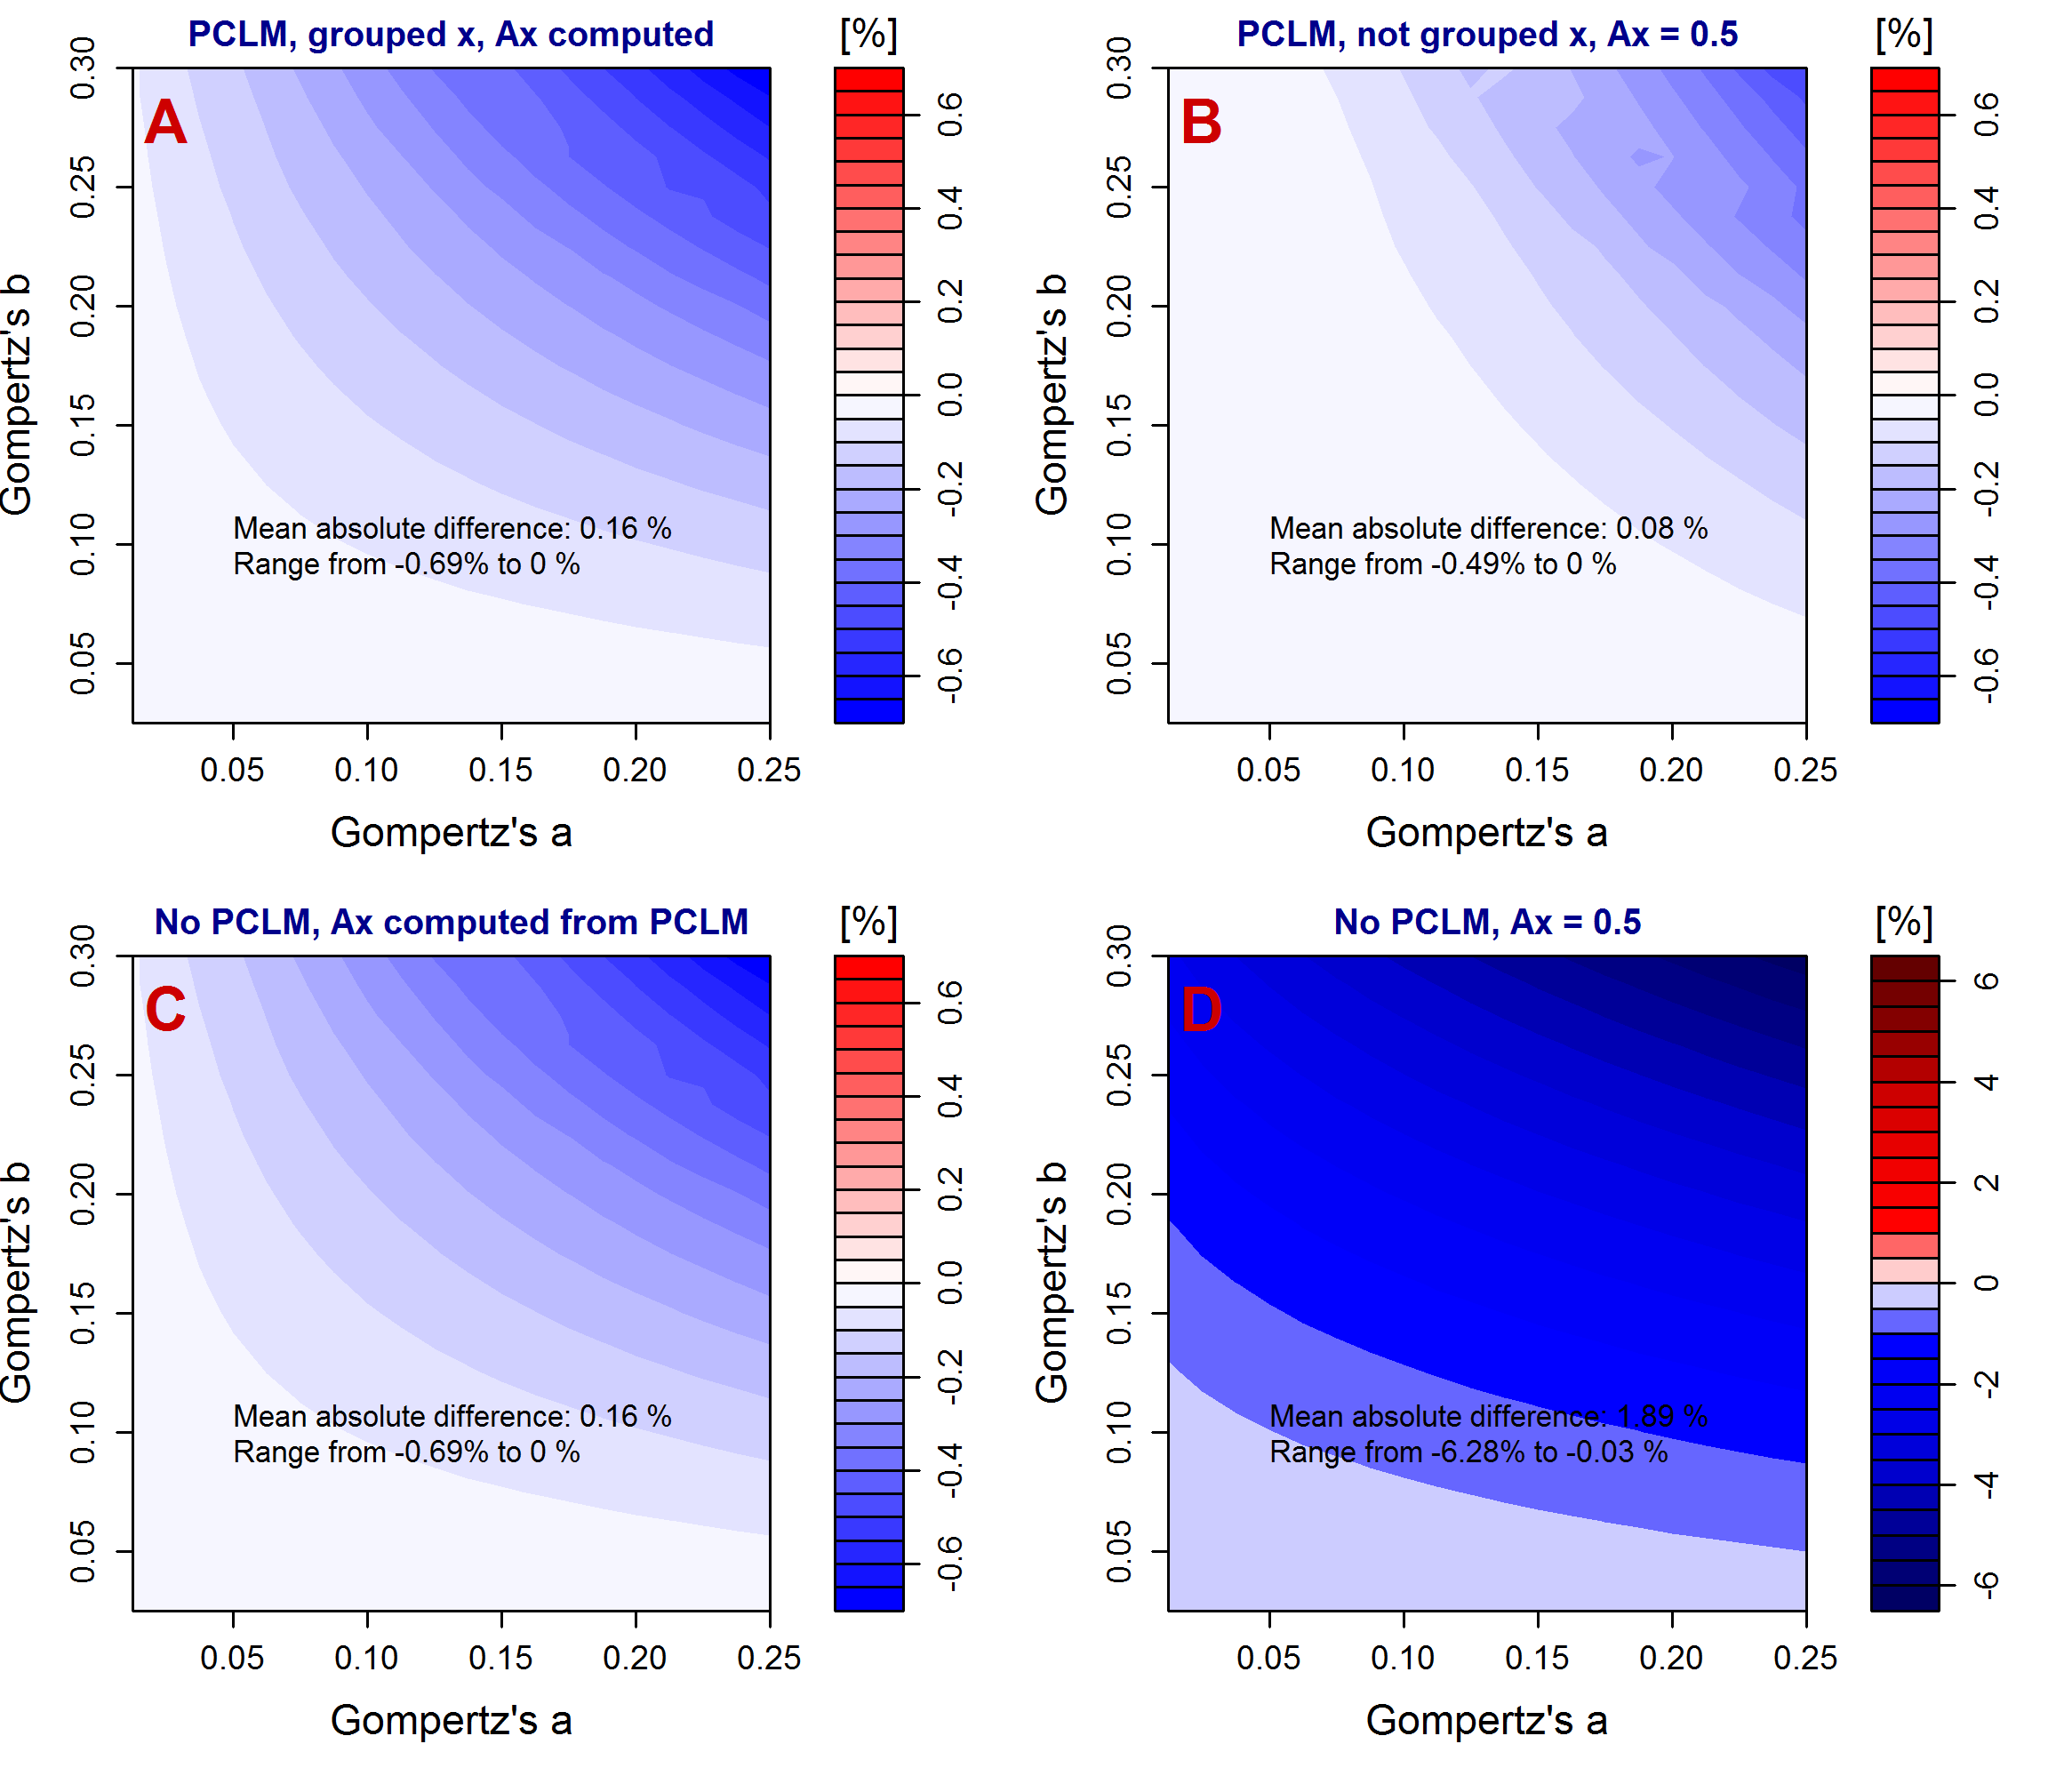 PCLM, grouped x, Ax computed
[%]
A
Gompertz's b
0.30
0.25
0.20
0.15
0.10
0.05
Mean absolute difference: 0.16 %
Range from -0.69% to 0 %
0.05 0.10 0.15 0.20 0.25
Gompertz's a
0.6
0.4
0.2
0.0
-0.2
-0.4
-0.6
PCLM, not grouped x, Ax = 0.5
[%]
B
Gompertz's b
0.30
0.25
0.20
0.15
0.10
0.05
Mean absolute difference: 0.08 %
Range from -0.49% to 0 %
0.05 0.10 0.15 0.20 0.25
Gompertz's a
0.6
0.4
0.2
0.0
-0.2
-0.4
-0.6
No PCLM, Ax computed from PCLM
[%]
C
Gompertz's b
0.30
0.25
0.20
0.15
0.10
0.05
Mean absolute difference: 0.16 %
Range from -0.69% to 0 %
0.05 0.10 0.15 0.20 0.25
Gompertz's a
0.6
0.4
0.2
0.0
-0.2
-0.4
-0.6
No PCLM, Ax = 0.5
[%]
D
Gompertz's b
0.30
0.25
0.20
0.15
0.10
0.05
Mean absolute difference: 1.89 %
Range from -6.28% to -0.03 %
0.05 0.10 0.15 0.20 0.25
Gompertz's a
6
4
2
0
-2
-4
-6